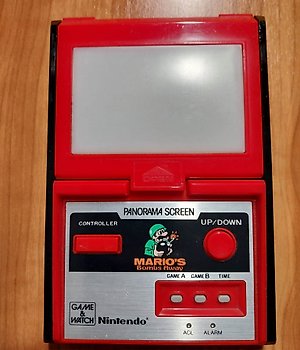 PANORAMA SCREEN
CONTROLLER
UP/DOWN
MARIO'S
Bombs Away
GAME A GAME B TIME
GAME & WATCH
Nintendo
ACL ALARM